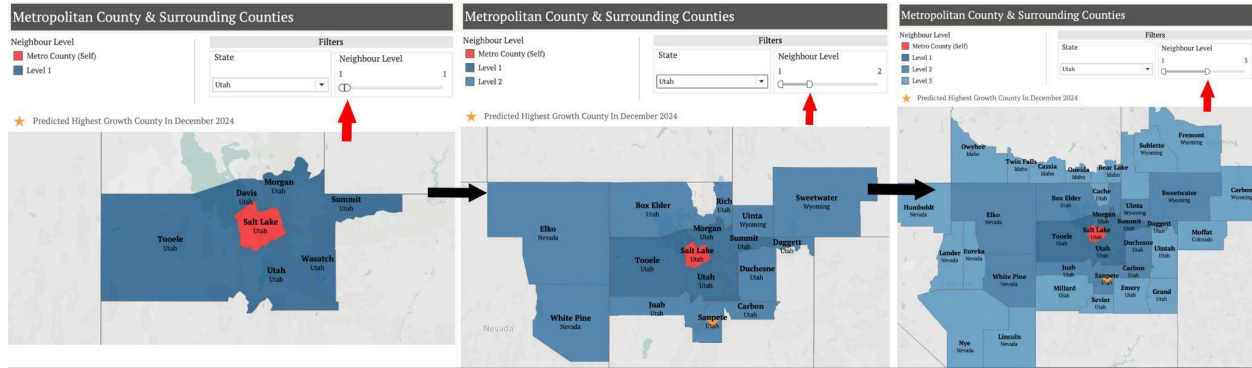 Metropolitan County & Surrounding Counties
Neighbour Level
Metro County (Self)
Level 1
Filters
State
Utah
Neighbour Level
1
1
Predicted Highest Growth County In December 2024
Morgan
Utah
Davis
Utah
Summit
Utah
Salt Lake
Utah
Tooele
Utah
Wasatch
Utah
Utah
Utah
Metropolitan County & Surrounding Counties
Neighbour Level
Metro County (Self)
Level 1
Level 2
Filters
State
Utah
Neighbour Level
1
2
Predicted Highest Growth County In December 2024
Sweetwater
Wyoming
Box Elder
Utah
Rich
Utah
Uinta
Wyoming
Elko
Nevada
Morgan
Utah
Summit
Utah
Daggett
Utah
Salt Lake
Utah
Tooele
Utah
Utah
Utah
Duchesne
Utah
Juab
Utah
Carbon
Utah
White Pine
Nevada
Sanpete
Utah
Nevada
Metropolitan County & Surrounding Counties
Neighbour Level
Metro County (Self)
Level 1
Level 2
Level 3
Filters
State
Utah
Neighbour Level
1
3
Predicted Highest Growth County In December 2024
Fremont
Wyoming
Sublette
Wyoming
Owyhee
Idaho
Twin Falls
Idaho
Cassia
Idaho
Oneida
Idaho
Bear Lake
Idaho
Cache
Utah
Sweetwater
Wyoming
Carbon
Wyoming
Box Elder
Utah
Humboldt
Nevada
Elko
Nevada
Uinta
Wyoming
Morgan
Utah
Summit
Utah
Daggett
Utah
Salt Lake
Utah
Tooele
Utah
Moffat
Colorado
Utah
Utah
Duchesne
Utah
Uintah
Utah
Lander
Nevada
Eureka
Nevada
White Pine
Nevada
Juab
Utah
Sanpete
Utah
Carbon
Utah
Millard
Utah
Sevier
Utah
Emery
Utah
Grand
Utah
Nye
Nevada
Lincoln
Nevada